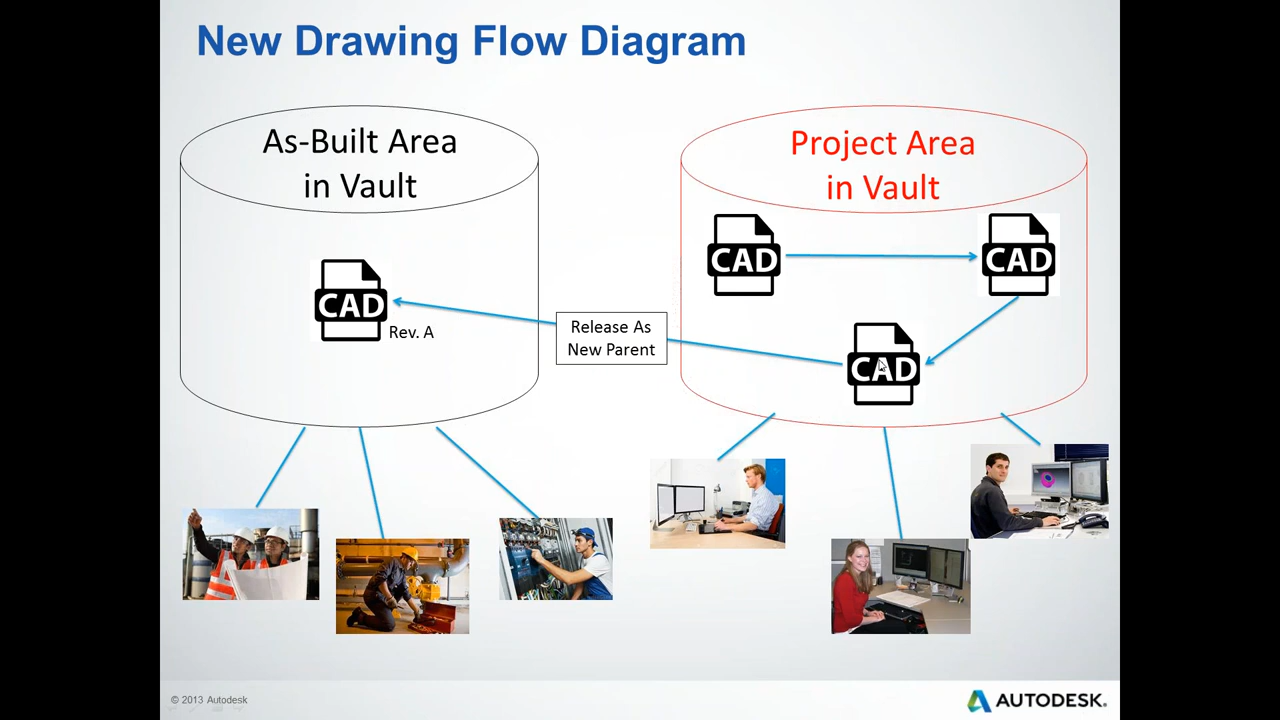 New Drawing Flow Diagram
As-Built Area
in Vault
Project Area
in Vault
CAD
CAD
CAD
Rev. A
Release As
New Parent
CAD
© 2013 Autodesk
AUTODESK.